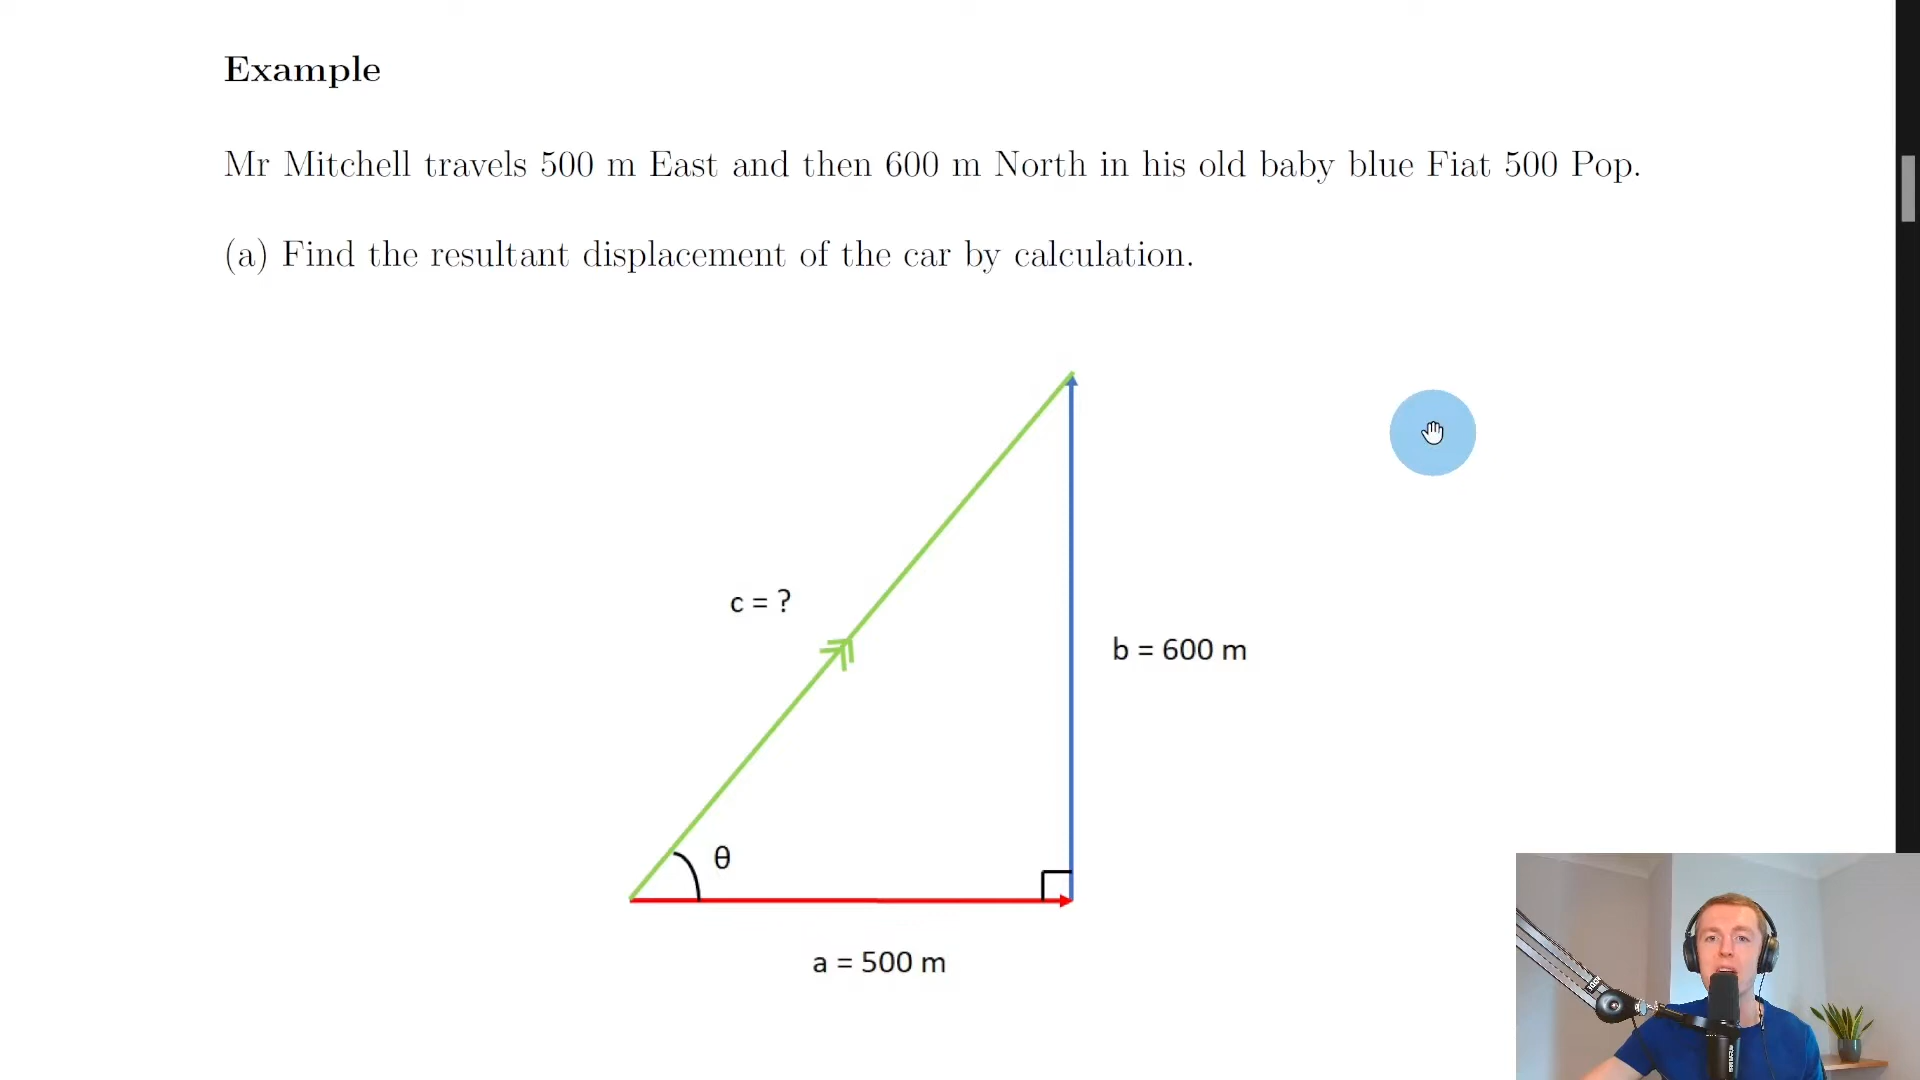 Example
Mr Mitchell travels 500 m East and then 600 m North in his old baby blue Fiat 500 Pop.
(a) Find the resultant displacement of the car by calculation.
c = ?
b = 600 m
θ
a = 500 m